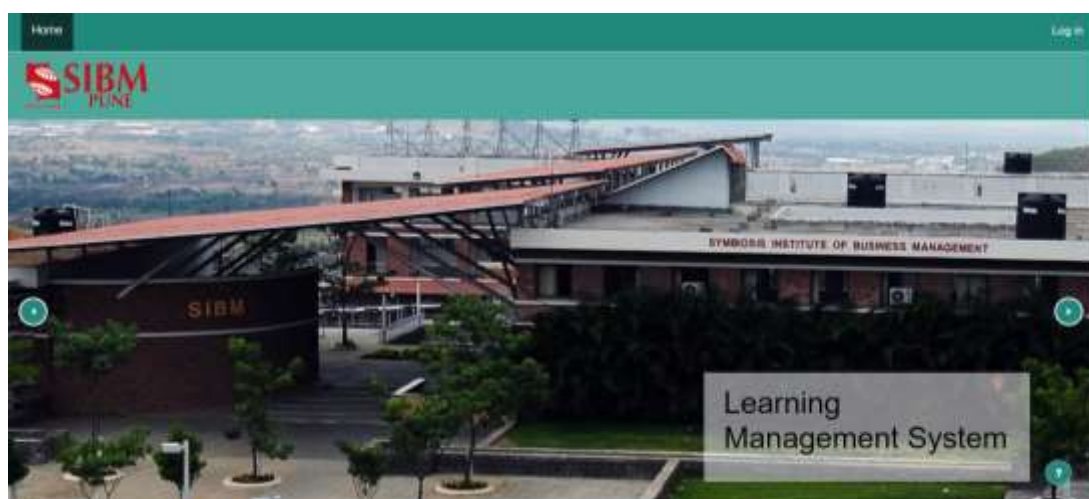 Home
Log in
SIBM
PUNE
SYMBIOSIS INSTITUTE OF BUSINESS MANAGEMENT
SIBM
Learning
Management System
?